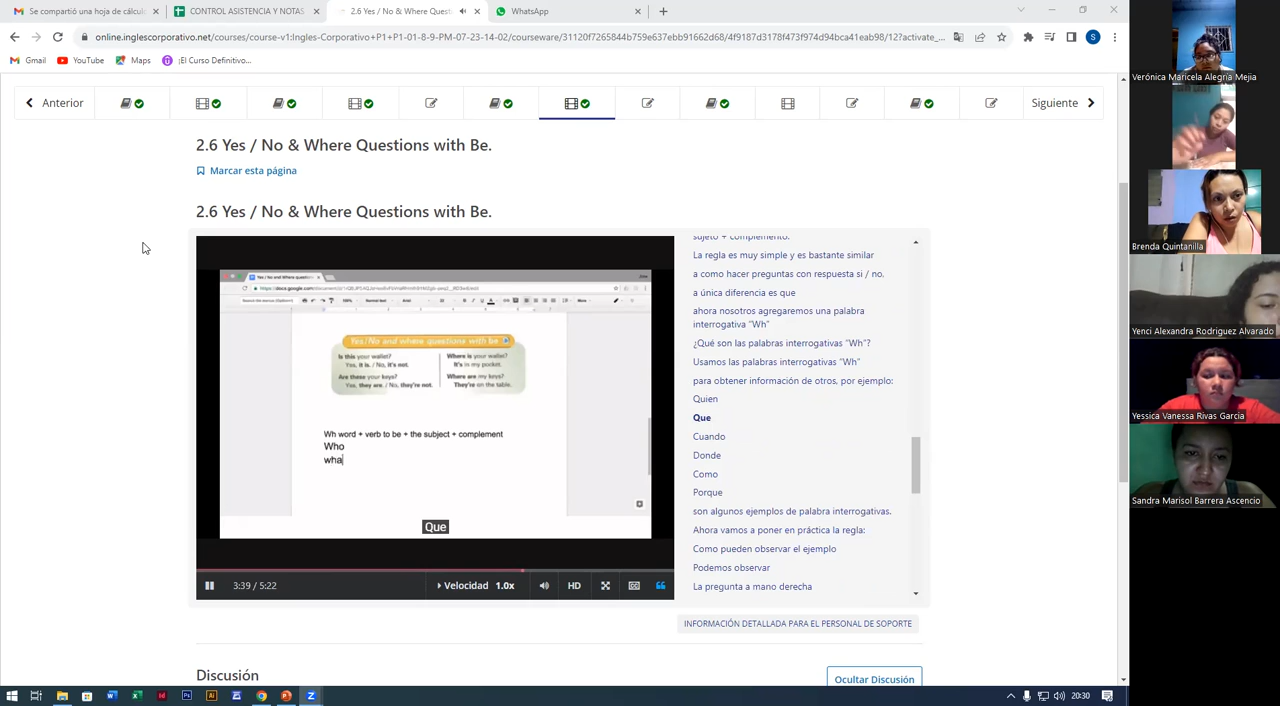 Se compartió una hoja de cálcul
CONTROL ASISTENCIA Y NOTAS
2.6 Yes / No & Where Questi
WhatsApp
online.inglescorporativo.net/courses/course-v1:Ingles-Corporativo+P1+P1-01-8-9-PM-07-23-14-02/courseware/31120f7265844b759e637ebb91662d68/4f9187d3178f473f974d94bca41eab98/12?activate_...
Gmail
YouTube
Maps
¡El Curso Definitivo...
Anterior
Siguiente
2.6 Yes / No & Where Questions with Be.
Marcar esta página
2.6 Yes / No & Where Questions with Be.
Yes/No and where questions with be
Is this your wallet?
Yes, it is. / No, it's not.
Are these your keys?
Yes, they are. / No, they're not.
Where is your wallet?
It's in my pocket.
Where are my keys?
They're on the table.
Wh word + verb to be + the subject + complement
Who
wha
Que
3:39 / 5:22
Velocidad 1.0x
HD
sujeto + complemento.
La regla es muy simple y es bastante similar
a como hacer preguntas con respuesta si / no.
a única diferencia es que
ahora nosotros agregaremos una palabra
interrogativa “Wh”
¿Qué son las palabras interrogativas “Wh”?
Usamos las palabras interrogativas “Wh”
para obtener información de otros, por ejemplo:
Quien
Que
Cuando
Donde
Como
Porque
son algunos ejemplos de palabra interrogativas.
Ahora vamos a poner en práctica la regla:
Como pueden observar el ejemplo
Podemos observar
La pregunta a mano derecha
INFORMACIÓN DETALLADA PARA EL PERSONAL DE SOPORTE
Discusión
Ocultar Discusión
20:30
Verónica Maricela Alegría Mejia
Brenda Quintanilla
Yenci Alexandra Rodriguez Alvarado
Yessica Vanessa Rivas Garcia
Sandra Marisol Barrera Ascencio